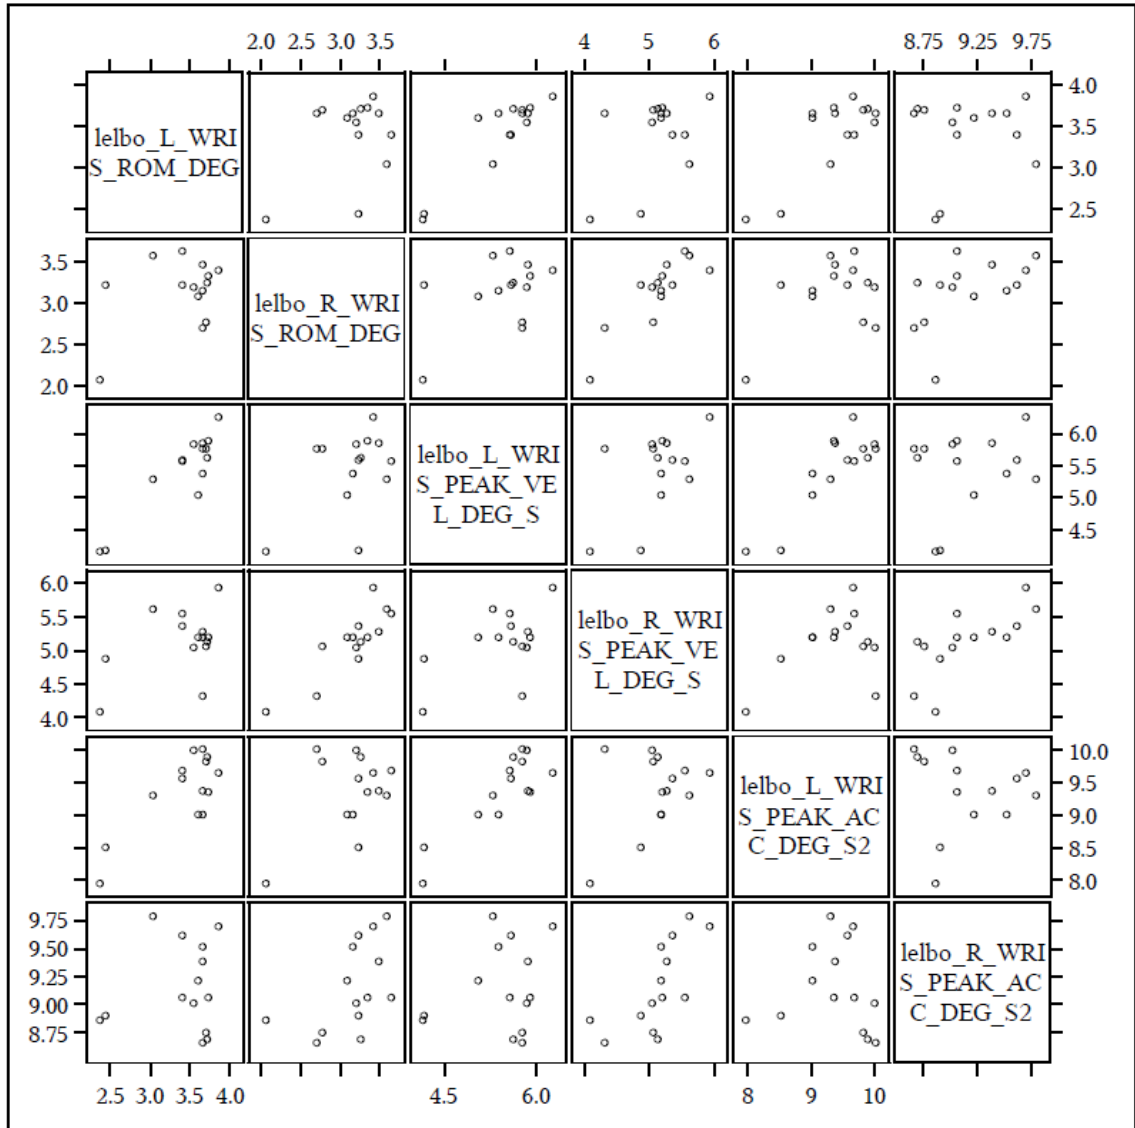 2.0 2.5 3.0 3.5 4 5 6 8.75 9.25 9.75
lelbo_L_WRI
S_ROM_DEG
4.0
3.5
3.0
2.5
3.5
3.0
2.5
2.0
lelbo_R_WRI
S_ROM_DEG
lelbo_L_WRI
S_PEAK_VE
L_DEG_S
6.0
5.5
5.0
4.5
6.0
5.5
5.0
4.5
4.0
lelbo_R_WRI
S_PEAK_VE
L_DEG_S
lelbo_L_WRI
S_PEAK_AC
C_DEG_S2
10.0
9.5
9.0
8.5
8.0
9.75
9.50
9.25
9.00
8.75
lelbo_R_WRI
S_PEAK_AC
C_DEG_S2
2.5 3.0 3.5 4.0 4.5 6.0 8 9 10